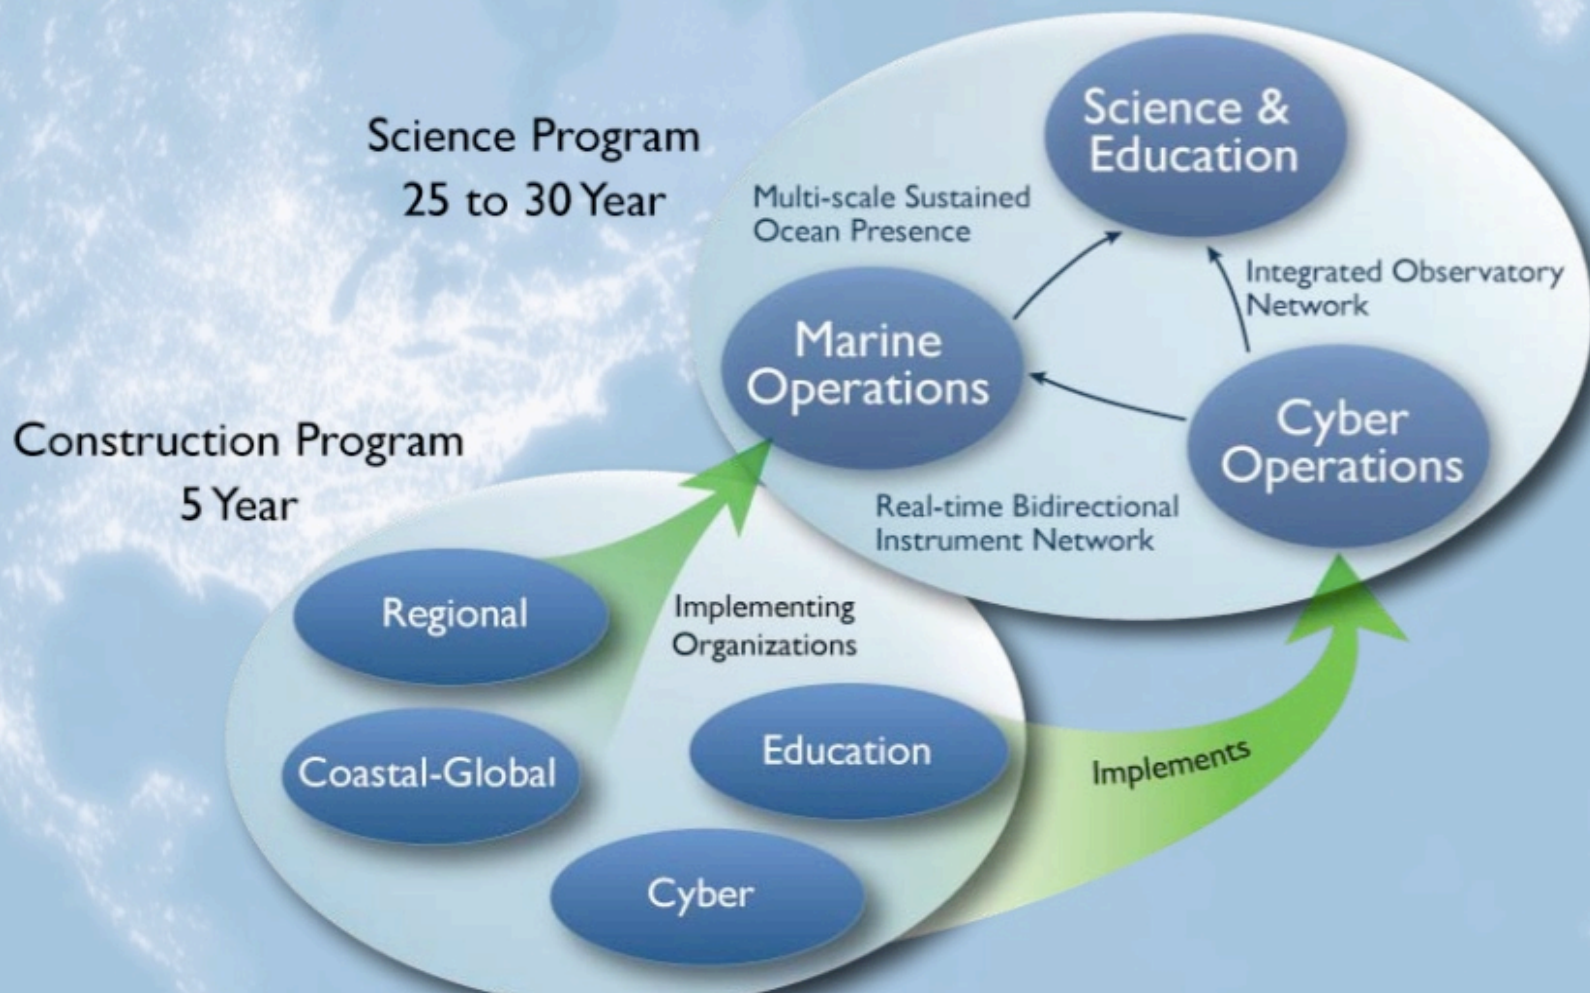 Science Program
25 to 30 Year
Science &
Education
Multi-scale Sustained
Ocean Presence
Integrated Observatory
Network
Marine
Operations
Cyber
Operations
Real-time Bidirectional
Instrument Network
Construction Program
5 Year
Regional
Implementing
Organizations
Coastal-Global
Education
Implements
Cyber